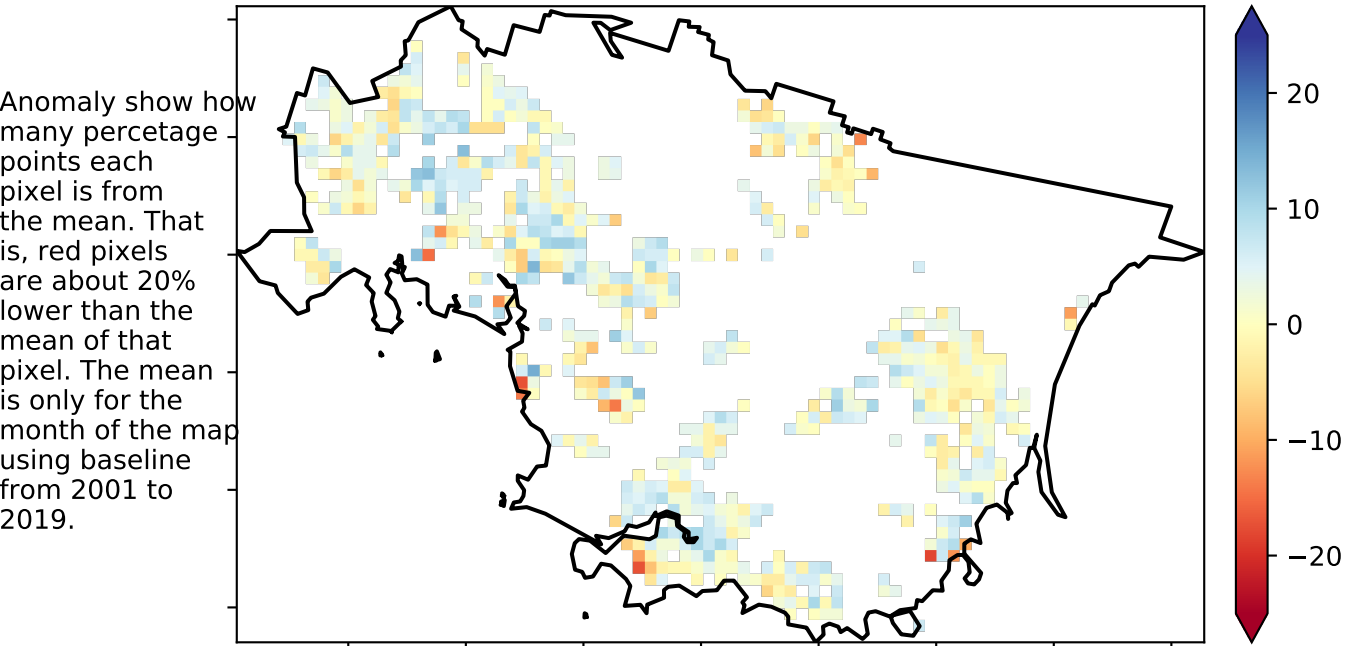 Anomaly show how
many percetage
points each
pixel is from
the mean. That
is, red pixels
are about 20%
lower than the
mean of that
pixel. The mean
is only for the
month of the map
using baseline
from 2001 to
2019.
20
10
0
−10
−20